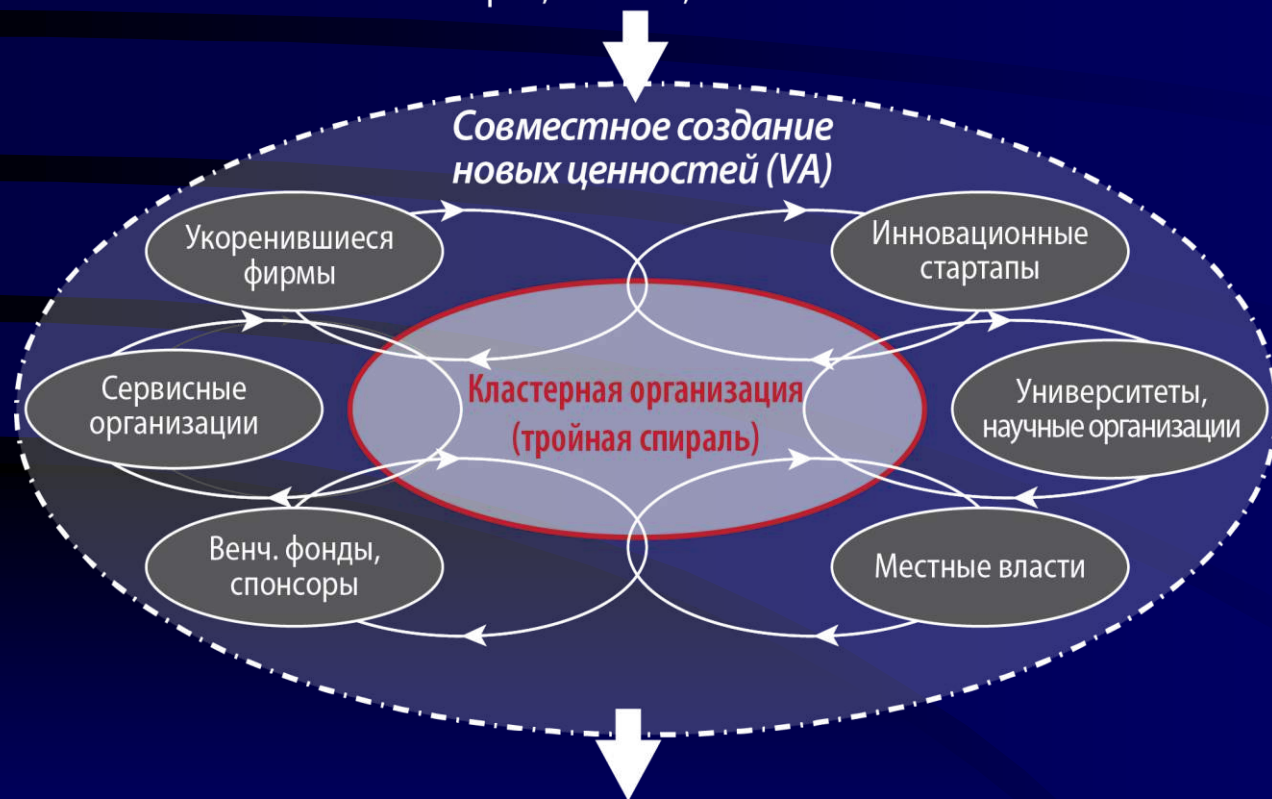 Совместное создание
новых ценностей (VA)
Укоренившиеся
фирмы
Инновационные
стартапы
Сервисные
организации
Кластерная организация
(тройная спираль)
Университеты,
научные организации
Венч. фонды,
спонсоры
Местные власти